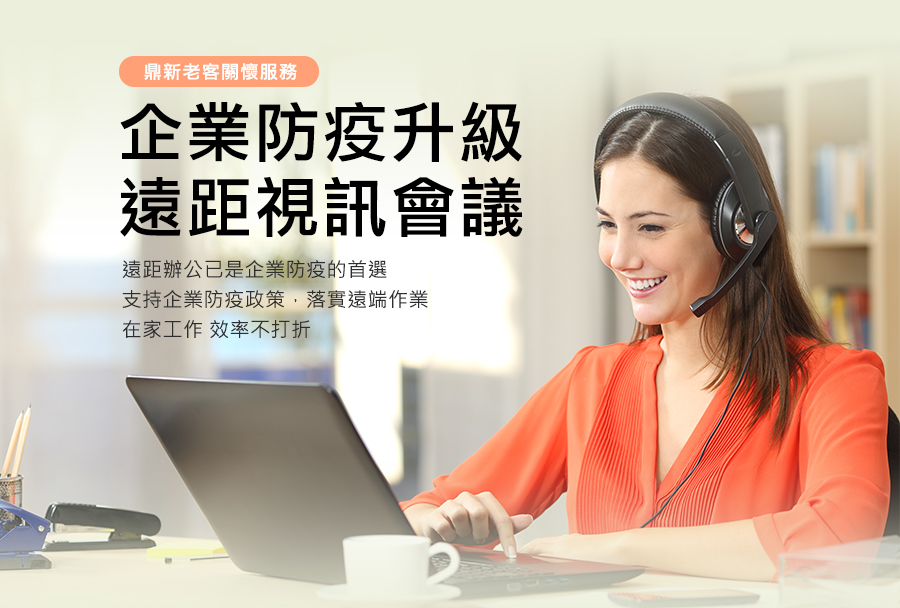 鼎新老客關懷服務
企業防疫升級
遠距視訊會議
遠距辦公已是企業防疫的首選
支持企業防疫政策，落實遠端作業
在家工作 效率不打折